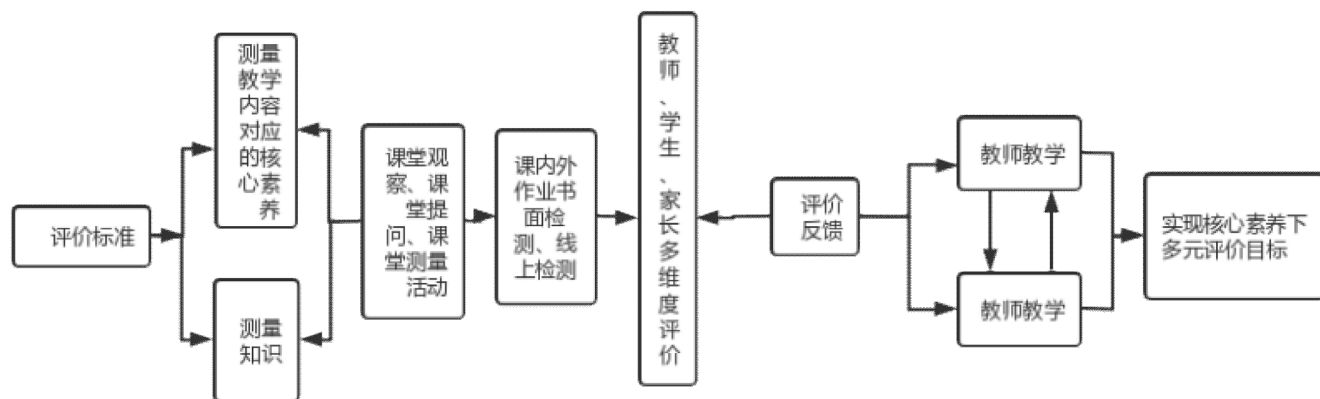 评价标准
测量
教学
内容
对应
的核
心素
养
测量
知识
课堂观
察、课
堂提
问、课
堂测量
活动
课内外
作业书
面检
测、线
上检测
教
师
、
学
生
、
家
长
多
维
度
评
价
评价
反馈
教师教学
教师教学
实现核心素养下
多元评价目标